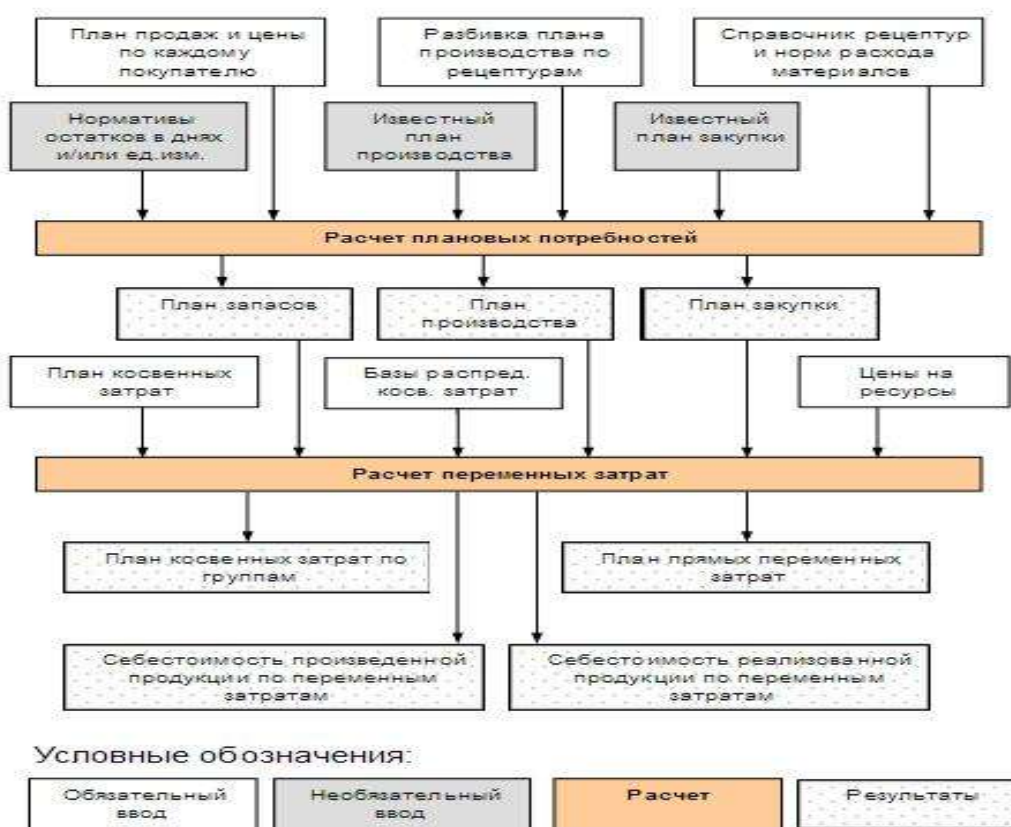 План продаж и цены
по каждому
покупателю
Разбивка плана
производства по
рецептурам
Справочник рецептур
и норм расхода
материалов
Нормативы
остатков в днях
и/или ед.изм.
Известный
план
производства
Известный
план закупки
Расчет плановых потребностей
План запасов
План
производства
План закупки
План косвенных
затрат
Базы распред.
косв. затрат
Цены на
ресурсы
Расчет переменных затрат
План косвенных затрат по
группам
План прямых переменных
затрат
Себестоимость произведенной
продукции по переменным
затратам
Себестоимость реализованной
продукции по переменным
затратам
Условные обозначения:
Обязательный
ввод
Необязательный
ввод
Расчет
Результаты